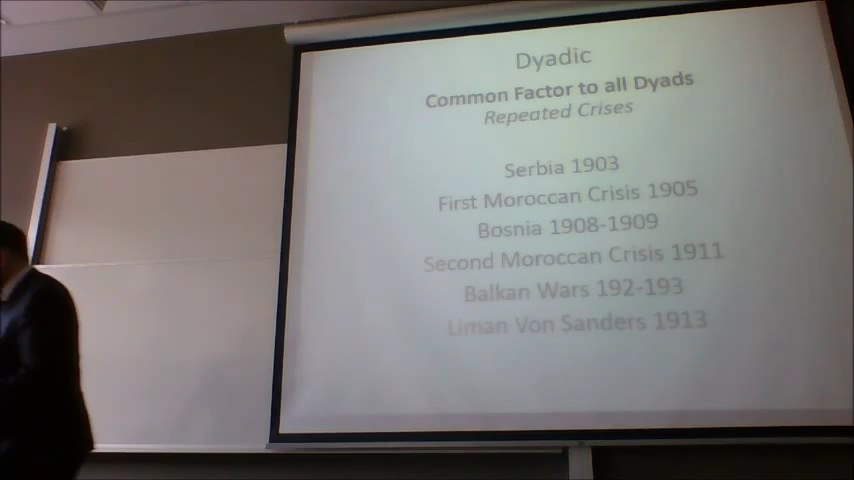 Dyadic
Common Factor to all Dyads
Repeated Crises
Serbia 1903
First Moroccan Crisis 1905
Bosnia 1908-1909
Second Moroccan Crisis 1911
Balkan Wars 192-193
Liman Von Sanders 1913